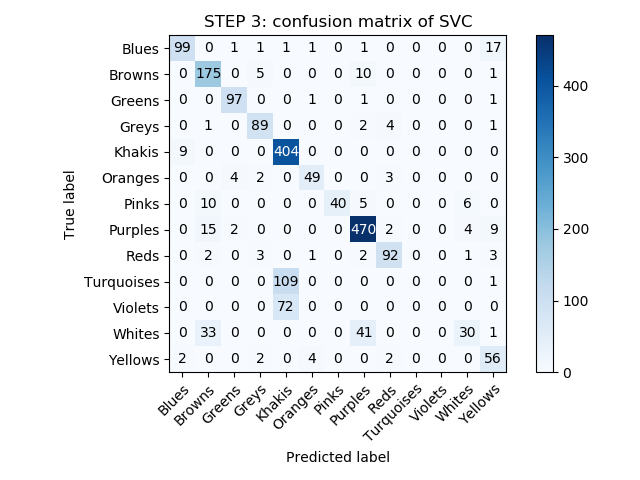 STEP 3: confusion matrix of SVC
Blues 99 0 1 1 1 1 0 1 0 0 0 0 17
Browns 0 175 0 5 0 0 0 10 0 0 0 0 1
Greens 0 0 97 0 0 1 0 1 0 0 0 0 1
Greys 0 1 0 89 0 0 0 2 4 0 0 0 1
Khakis 9 0 0 0 404 0 0 0 0 0 0 0 0
Oranges 0 0 4 2 0 49 0 0 3 0 0 0 0
Pinks 0 10 0 0 0 0 40 5 0 0 0 6 0
Purples 0 15 2 0 0 0 0 470 2 0 0 4 9
Reds 0 2 0 3 0 1 0 2 92 0 0 1 3
Turquoises 0 0 0 0 109 0 0 0 0 0 0 0 1
Violets 0 0 0 0 72 0 0 0 0 0 0 0 0
Whites 0 33 0 0 0 0 0 41 0 0 0 30 1
Yellows 2 0 0 2 0 4 0 0 2 0 0 0 56
True label
Blues Browns Greens Greys Khakis Oranges Pinks Purples Reds Turquoises Violets Whites Yellows
Predicted label
400
300
200
100
0